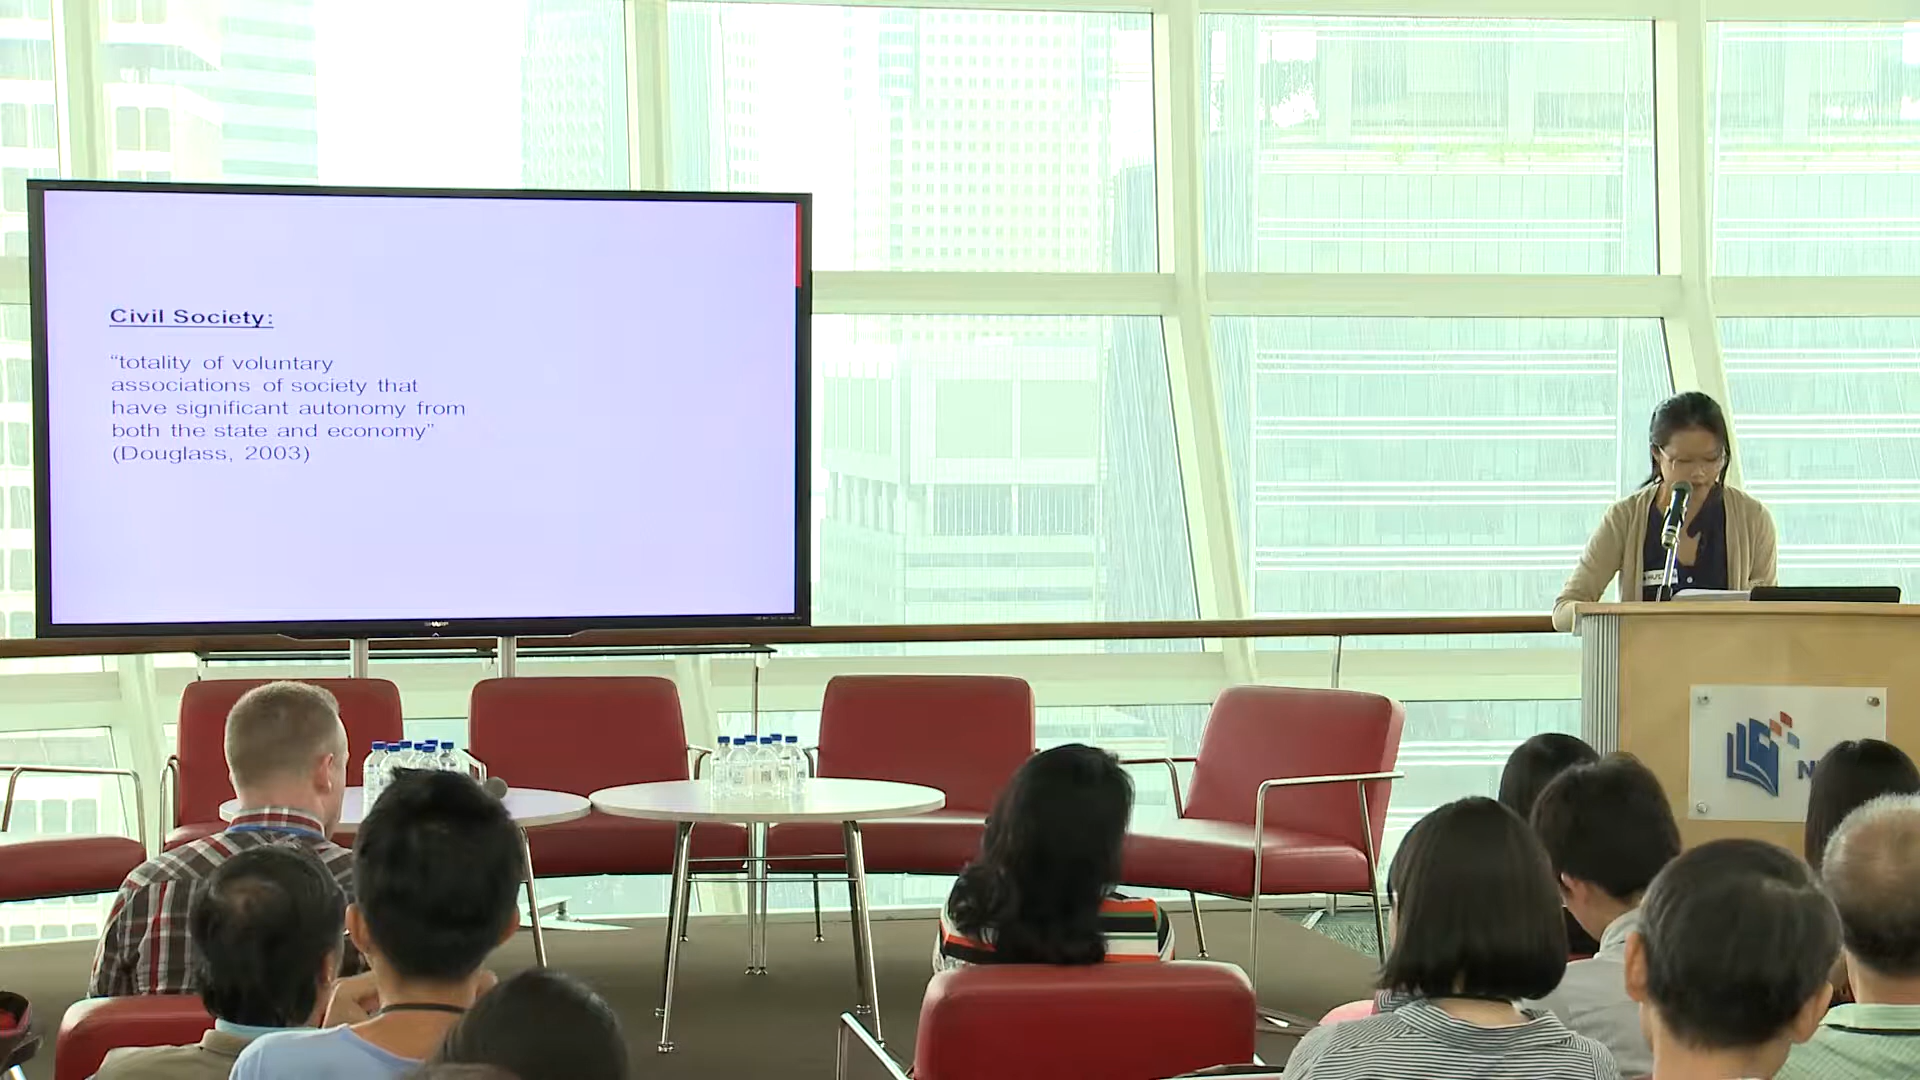 Civil Society:
“totality of voluntary
associations of society that
have significant autonomy from
both the state and economy”
(Douglass, 2003)
SHARP